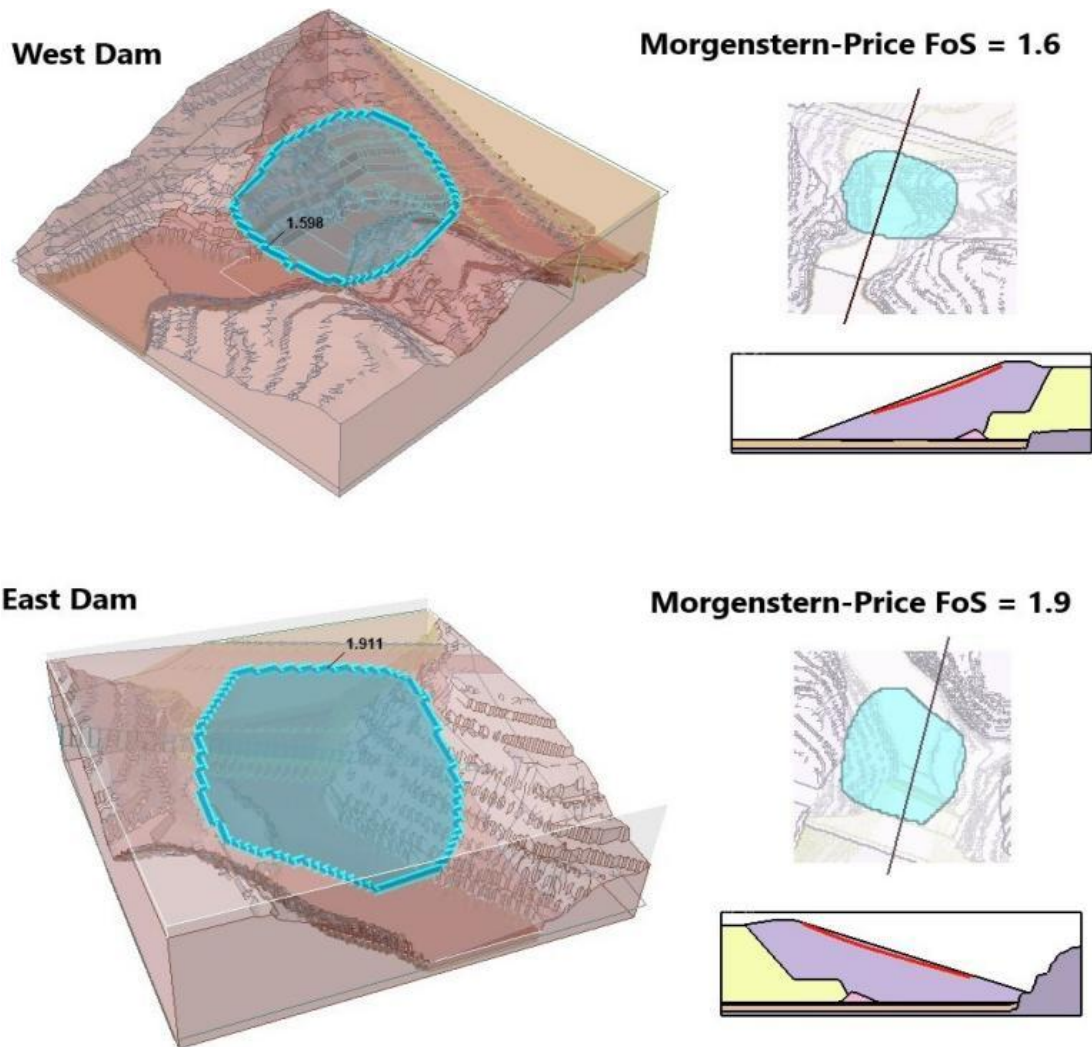 West Dam
Morgenstern-Price FoS = 1.6
1.598
East Dam
Morgenstern-Price FoS = 1.9
1.911